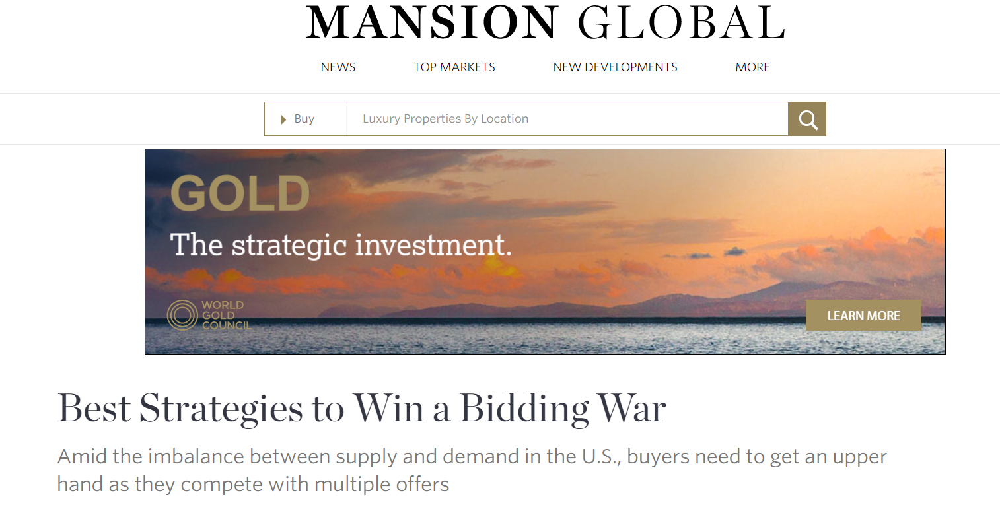 MANSION GLOBAL
NEWS TOP MARKETS NEW DEVELOPMENTS MORE
Buy Luxury Properties By Location
GOLD
The strategic investment.
WORLD
GOLD
COUNCIL
LEARN MORE
Best Strategies to Win a Bidding War
Amid the imbalance between supply and demand in the U.S., buyers need to get an upper
hand as they compete with multiple offers